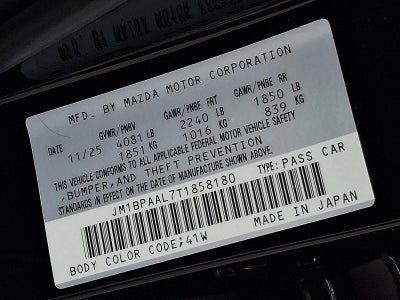 MFD. BY MAZDA MOTOR CORPORATION
DATE GVWR/PNBV GAWR/PNBE FRT GAWR/PNBE RR
11/25 4081 LB 2240 LB 1850 LB
1851 KG 1016 KG 839 KG
THIS VEHICLE CONFORMS TO ALL APPLICABLE FEDERAL MOTOR VEHICLE SAFETY
,BUMPER,AND THEFT PREVENTION
STANDARDS IN EFFECT ON THE DATE OF MANUFACTURE SHOWN ABOVE.
JM1BPAAL7T1858180 TYPE: PASS CAR
BODY COLOR CODE;41W MADE IN JAPAN